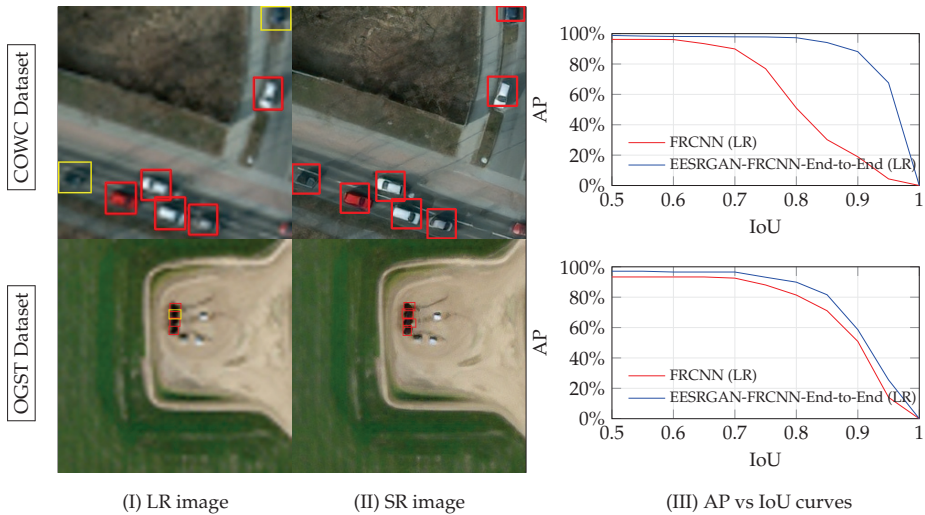 COWC Dataset
100%
80%
60%
40%
20%
0%
AP
FRCNN (LR)
EESRGAN-FRCNN-End-to-End (LR)
0.5 0.6 0.7 0.8 0.9 1
IoU
OGST Dataset
100%
80%
60%
40%
20%
0%
AP
FRCNN (LR)
EESRGAN-FRCNN-End-to-End (LR)
0.5 0.6 0.7 0.8 0.9 1
IoU
(I) LR image (II) SR image (III) AP vs IoU curves